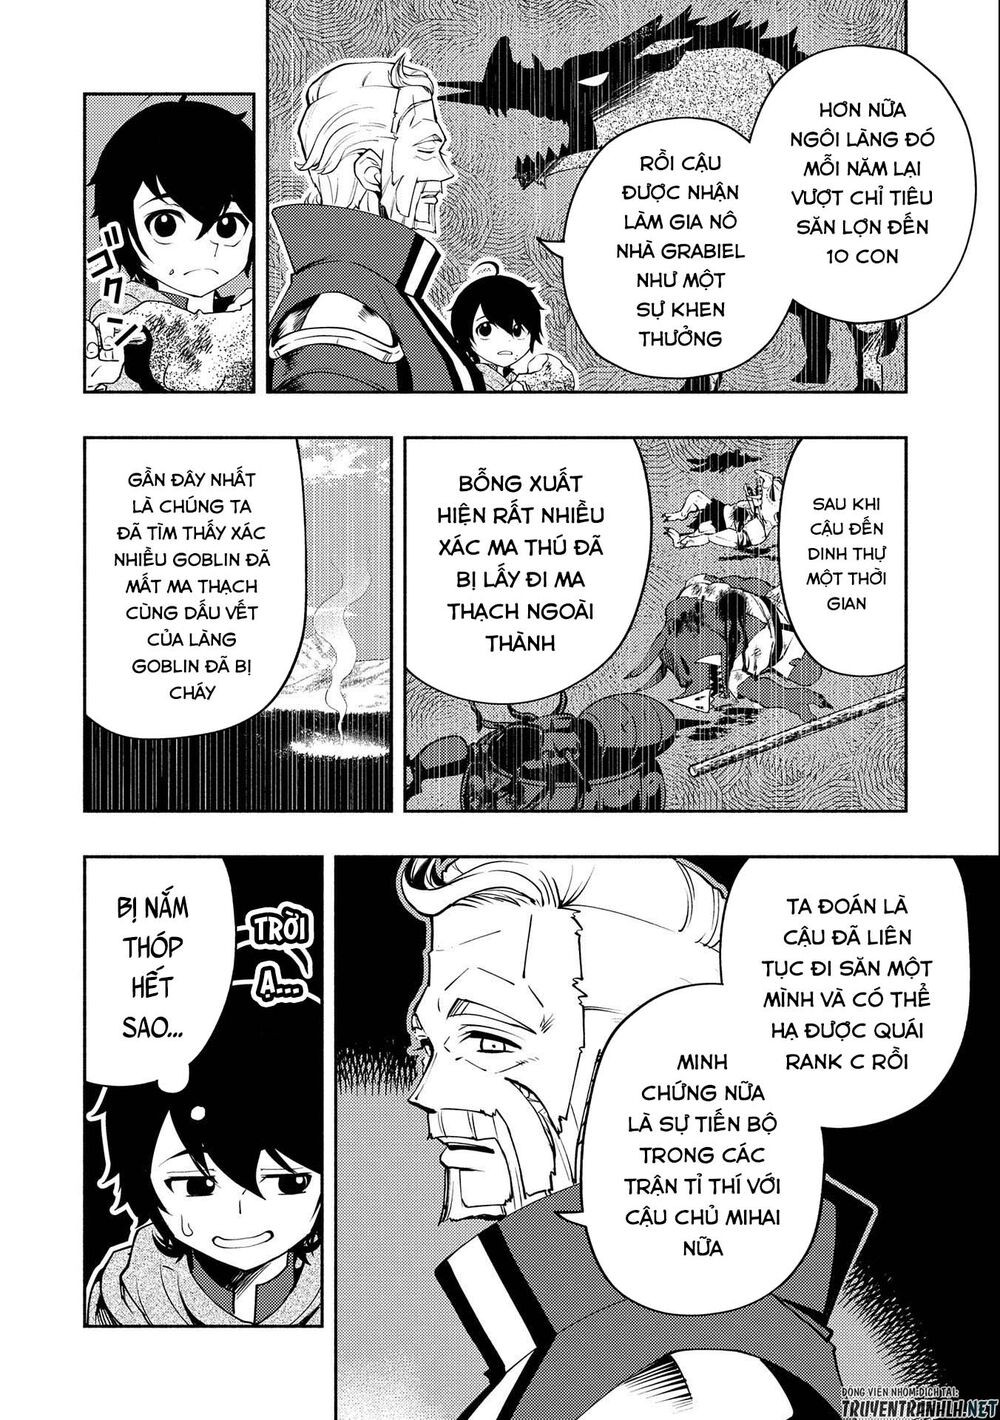 HƠN NỮA
NGÔI LÀNG ĐÓ
MỖI NĂM LẠI
VƯỢT CHỈ TIÊU
SĂN LỢN ĐẾN
10 CON
RỒI CẬU
ĐƯỢC NHẬN
LÀM GIA NÔ
NHÀ GRABIEL
NHƯ MỘT
SỰ KHEN
THƯỞNG
ゴクン
SAU KHI
CẬU ĐẾN
DINH THỰ
MỘT THỜI
GIAN
BỖNG XUẤT
HIỆN RẤT NHIỀU
XÁC MA THÚ ĐÃ
BỊ LẤY ĐI MA
THẠCH NGOÀI
THÀNH
GẦN ĐÂY NHẤT
LÀ CHÚNG TA
ĐÃ TÌM THẤY XÁC
NHIỀU GOBLIN ĐÃ
MẤT MA THẠCH
CÙNG DẤU VẾT
CỦA LÀNG
GOBLIN ĐÃ BỊ
CHÁY
TA ĐOÁN LÀ
CẬU ĐÃ LIÊN
TỤC ĐI SĂN MỘT
MÌNH VÀ CÓ THỂ
HẠ ĐƯỢC QUÁI
RANK C RỒI
MINH
CHỨNG NỮA
LÀ SỰ TIẾN BỘ
TRONG CÁC
TRẬN TỈ THÍ VỚI
CẬU CHỦ MIHAI
NỮA
TRỜI
Ạ...
BỊ NẮM
THÓP
HẾT
SAO...
ĐỘNG VIÊN NHÓM DỊCH TẠI:
TRUYENTRANHLH.NET